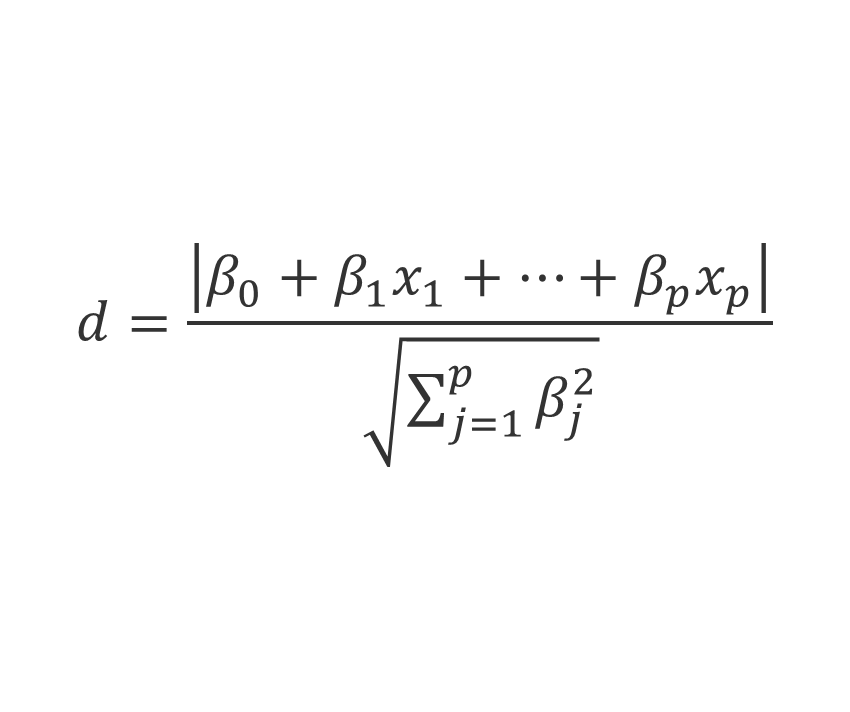 d = |β₀ + β₁x₁ + ⋯ + βₚxₚ| / √(∑ⱼ₌₁ᵖ βⱼ²)